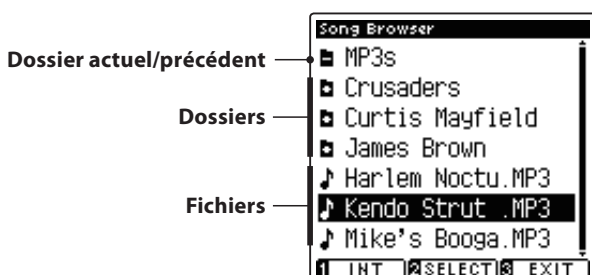 Song Browser
Dossier actuel/précédent
MP3s
Dossiers
Crusaders
Curtis Mayfield
James Brown
Fichiers
Harlem Noctu.MP3
Kendo Strut .MP3
Mike's Booga.MP3
1 INT 2 SELECT 3 EXIT